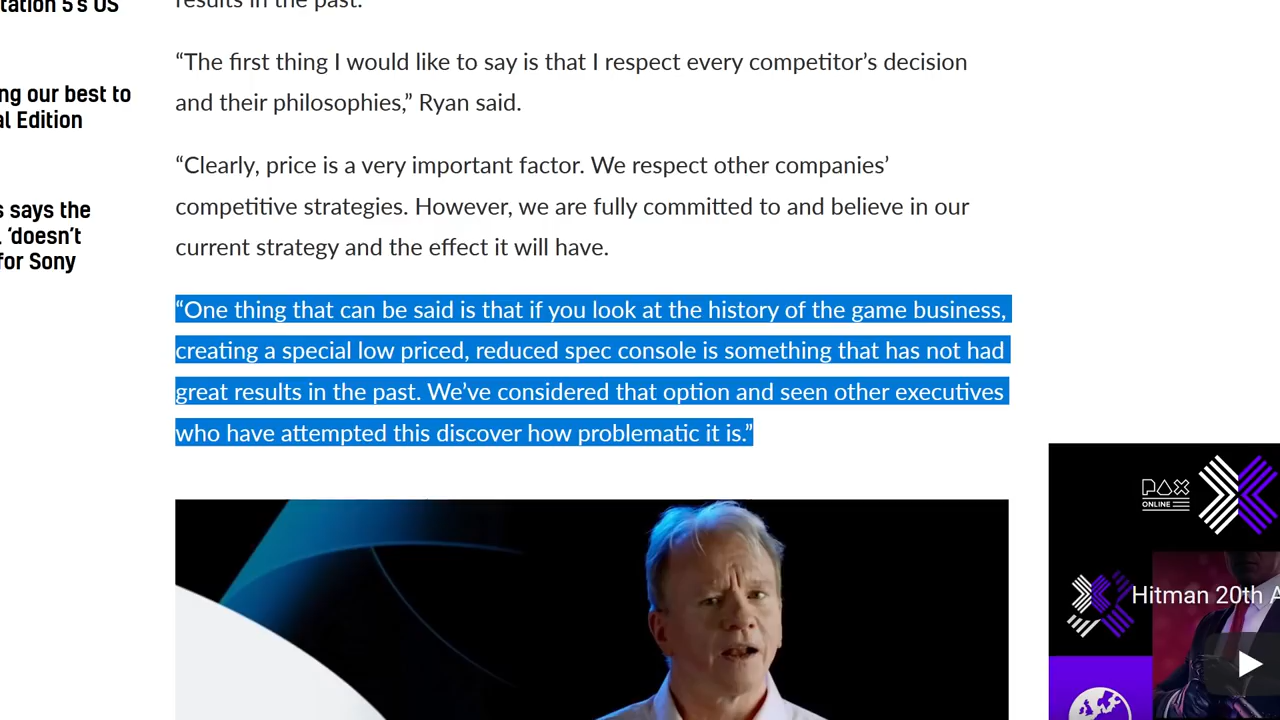 tation 5's US
ng our best to
al Edition
s says the
. ‘doesn’t
for Sony
results in the past.
“The first thing I would like to say is that I respect every competitor’s decision
and their philosophies,” Ryan said.
“Clearly, price is a very important factor. We respect other companies’
competitive strategies. However, we are fully committed to and believe in our
current strategy and the effect it will have.
“One thing that can be said is that if you look at the history of the game business,
creating a special low priced, reduced spec console is something that has not had
great results in the past. We’ve considered that option and seen other executives
who have attempted this discover how problematic it is.”
PAX
ONLINE
Hitman 20th A